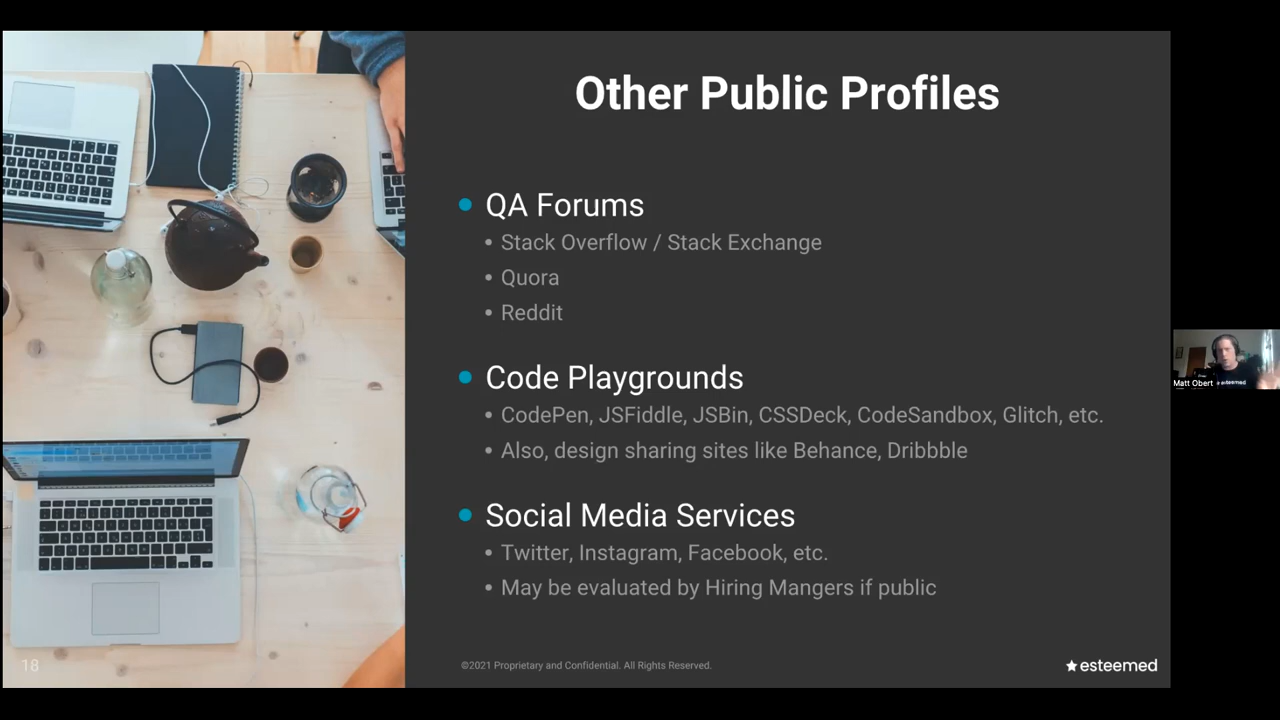 Other Public Profiles
QA Forums
Stack Overflow / Stack Exchange
Quora
Reddit
Code Playgrounds
CodePen, JSFiddle, JSBin, CSSDeck, CodeSandbox, Glitch, etc.
Also, design sharing sites like Behance, Dribbble
Social Media Services
Twitter, Instagram, Facebook, etc.
May be evaluated by Hiring Mangers if public
18
©2021 Proprietary and Confidential. All Rights Reserved.
esteemed
Matt Obert
esteemed